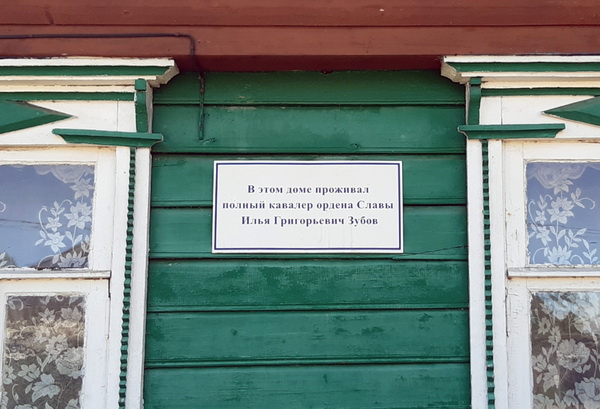 В этом доме проживал
полный кавалер ордена Славы
Илья Григорьевич Зубов